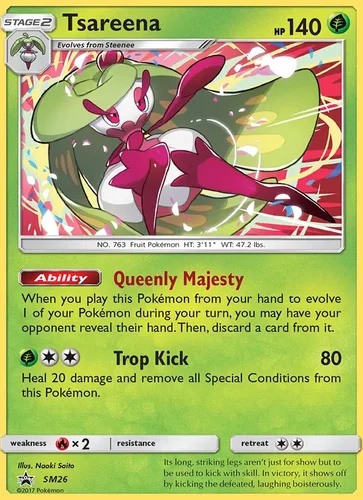 STAGE 2 Tsareena HP 140
Evolves from Steenee
NO. 763 Fruit Pokémon HT: 3'11" WT: 47.2 lbs.
Ability Queenly Majesty
When you play this Pokémon from your hand to evolve
1 of your Pokémon during your turn, you may have your
opponent reveal their hand. Then, discard a card from it.
Trop Kick 80
Heal 20 damage and remove all Special Conditions from
this Pokémon.
weakness ×2 resistance retreat
Illus. Naoki Saito
SM26
©2017 Pokémon
Its long, striking legs aren't just for show but to
be used to kick with skill. In victory, it shows off
by kicking the defeated, laughing boisterously.